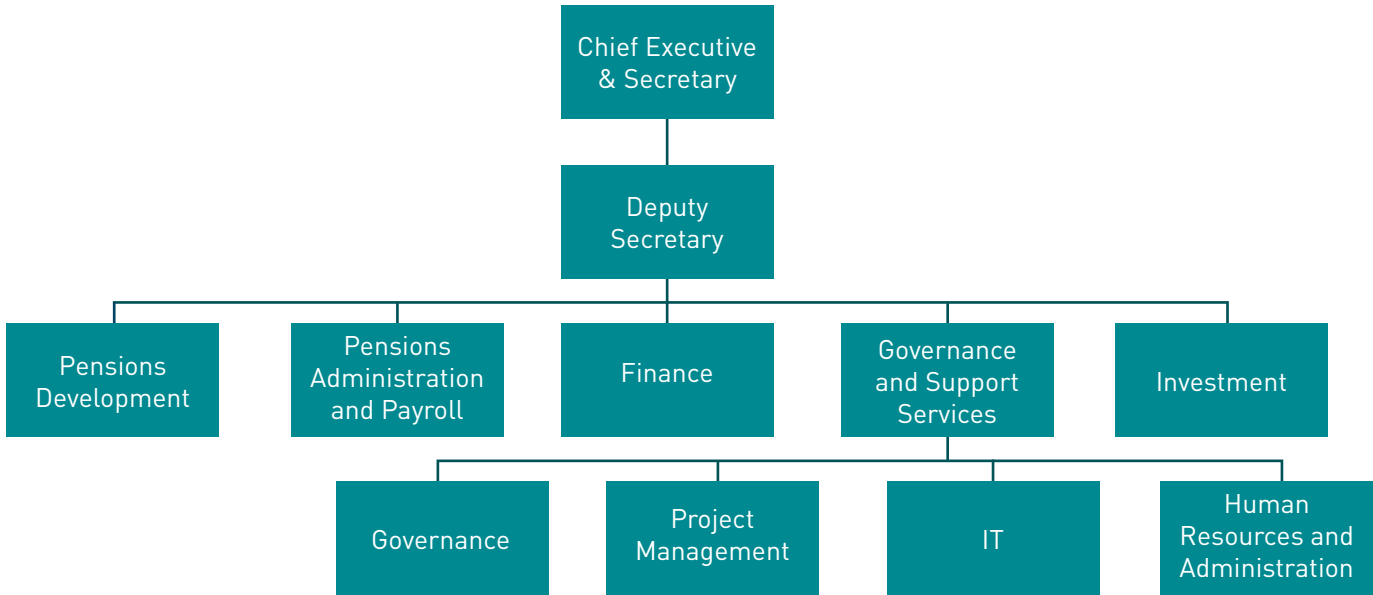 Chief Executive
& Secretary
Deputy
Secretary
Pensions
Development
Pensions
Administration
and Payroll
Finance
Governance
and Support
Services
Investment
Governance
Project
Management
IT
Human
Resources and
Administration